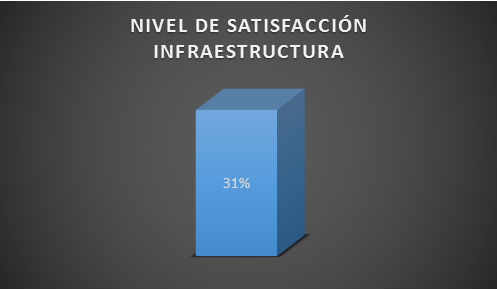 NIVEL DE SATISFACCIÓN
INFRAESTRUCTURA
31%